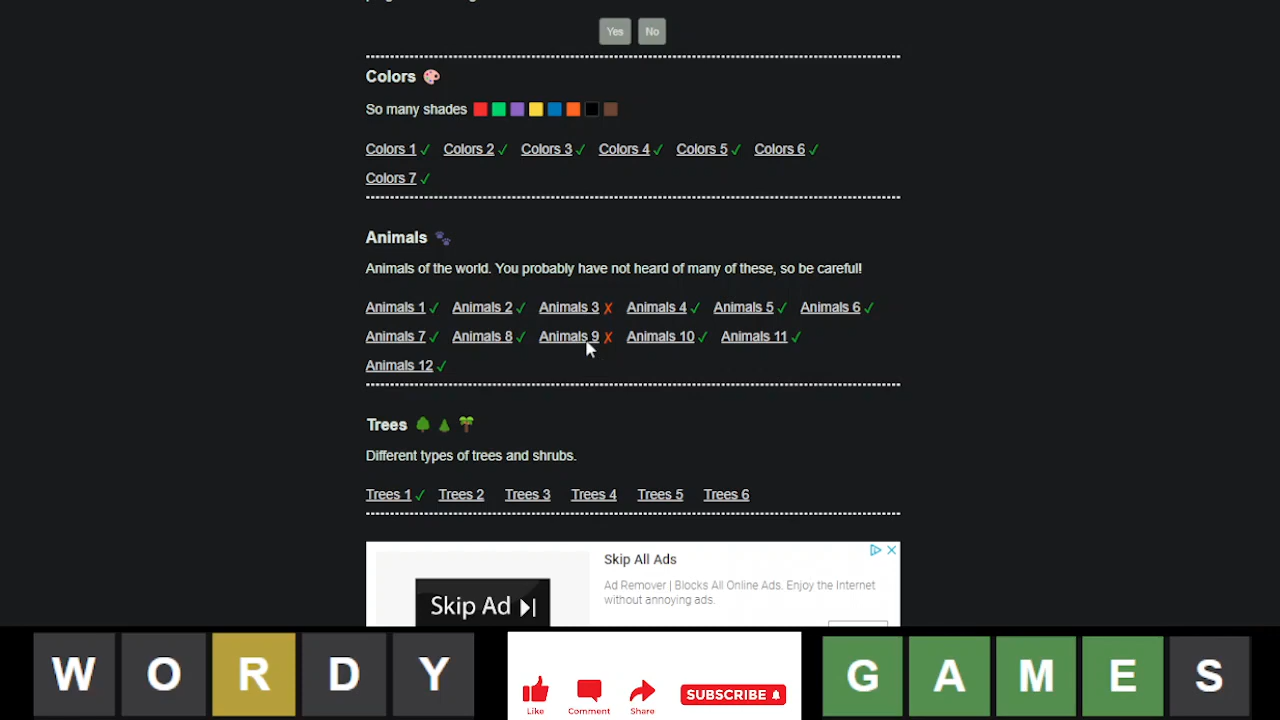 Yes No
Colors
So many shades
Colors 1 ✓ Colors 2 ✓ Colors 3 ✓ Colors 4 ✓ Colors 5 ✓ Colors 6 ✓
Colors 7 ✓
Animals
Animals of the world. You probably have not heard of many of these, so be careful!
Animals 1 ✓ Animals 2 ✓ Animals 3 ✗ Animals 4 ✓ Animals 5 ✓ Animals 6 ✓
Animals 7 ✓ Animals 8 ✓ Animals 9 ✗ Animals 10 ✓ Animals 11 ✓
Animals 12 ✓
Trees
Different types of trees and shrubs.
Trees 1 ✓ Trees 2 Trees 3 Trees 4 Trees 5 Trees 6
Skip Ad
Skip All Ads
Ad Remover | Blocks All Online Ads. Enjoy the Internet
without annoying ads.
WORDY
Like Comment Share SUBSCRIBE
GAMES